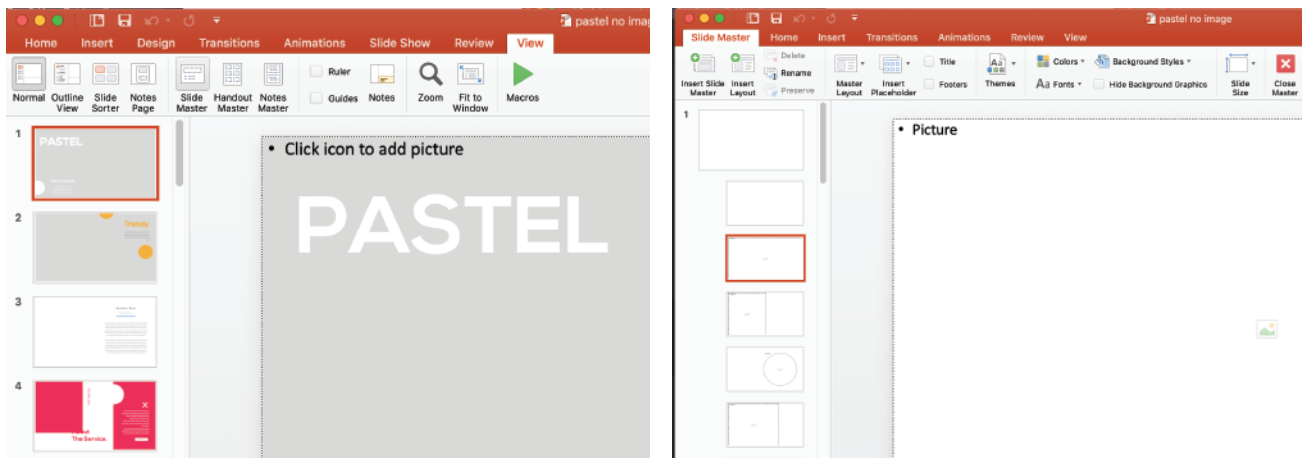 pastel no imag
Home Insert Design Transitions Animations Slide Show Review View
Normal Outline View Slide Sorter Notes Page Slide Master Handout Master Notes Master Ruler Guides Notes Zoom Fit to Window Macros
1
PASTEL
2
Trendy
3
4
The Service.
• Click icon to add picture
PASTEL
pastel no image
Slide Master Home Insert Transitions Animations Review View
Insert Slide Master Insert Layout Delete Rename Preserve Master Layout Insert Placeholder Title Footers Themes Colors Fonts Background Styles Hide Background Graphics Slide Size Close Master
1
• Picture